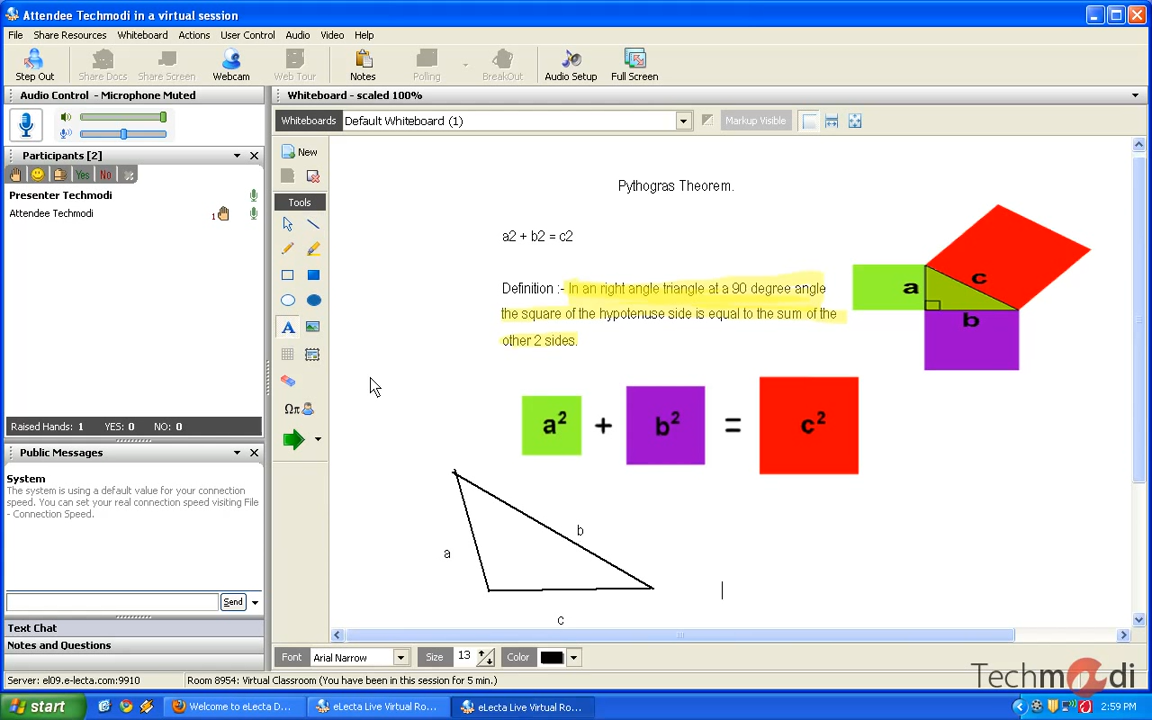 Attendee Techmodi in a virtual session
File Share Resources Whiteboard Actions User Control Audio Video Help
Step Out Share Docs Share Screen Webcam Web Tour Notes Polling BreakOut Audio Setup Full Screen
Audio Control - Microphone Muted
Whiteboard - scaled 100%
Whiteboards Default Whiteboard (1) Markup Visible
Participants [2]
Yes No
Presenter Techmodi
Attendee Techmodi 1
New
Tools
A
Ωπ
Pythogras Theorem.
a2 + b2 = c2
Definition :- In an right angle triangle at a 90 degree angle
the square of the hypotenuse side is equal to the sum of the
other 2 sides.
a c
b
a² + b² = c²
a
b
c
Raised Hands: 1 YES: 0 NO: 0
Public Messages
System
The system is using a default value for your connection
speed. You can set your real connection speed visiting File
- Connection Speed.
Send
Text Chat
Notes and Questions
Font Arial Narrow Size 13 Color
Server: el09.e-lecta.com:9910 Room 8954: Virtual Classroom (You have been in this session for 5 min.)
Techmodi
start Welcome to eLecta D... eLecta Live Virtual Ro... eLecta Live Virtual Ro... 2:59 PM